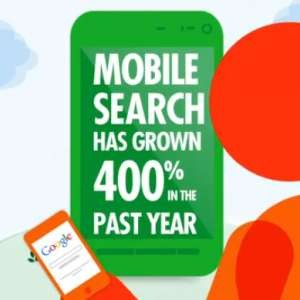 MOBILE
SEARCH
HAS GROWN
400% IN THE
PAST YEAR
Google